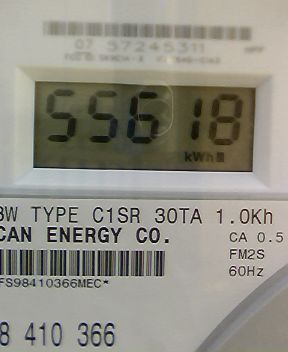 07 57245311
55618
kWh
3W TYPE C1SR 30TA 1.0Kh
CAN ENERGY CO. CA 0.5
FM2S
60Hz
FS98410366MEC*
8 410 366